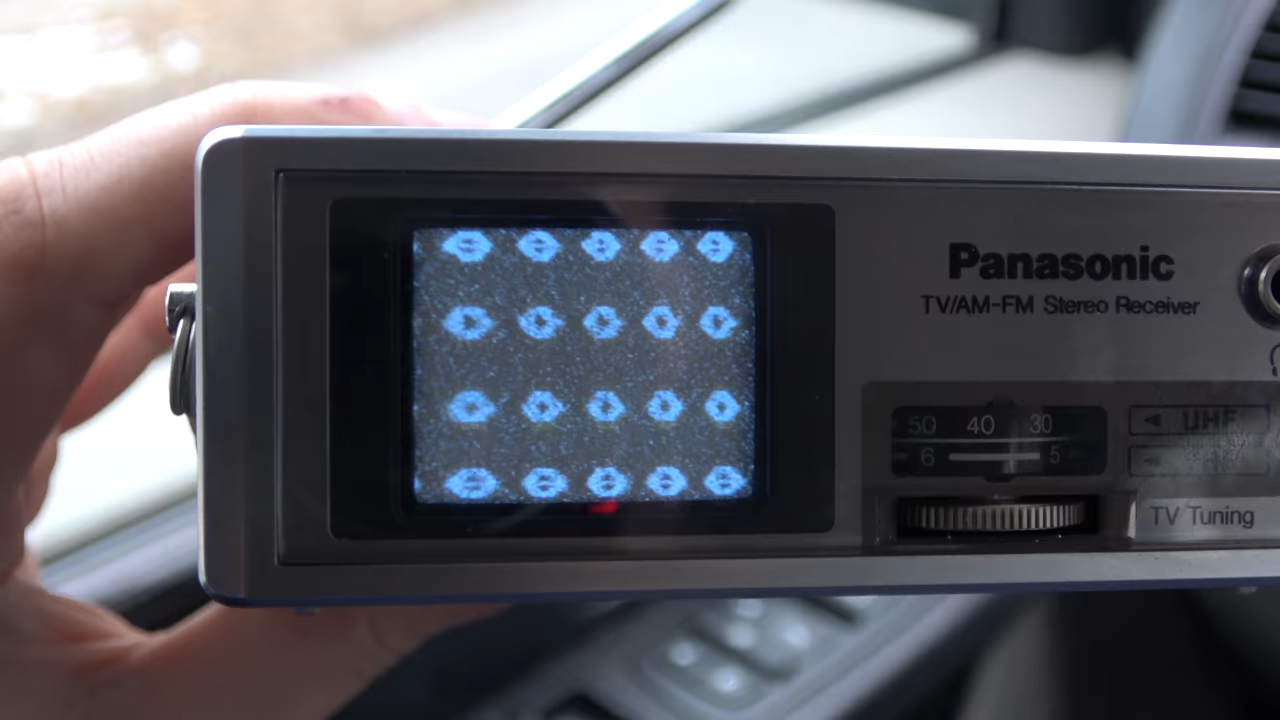 Panasonic
TV/AM-FM Stereo Receiver
50 40 30
6 5
UHF
TV Tuning